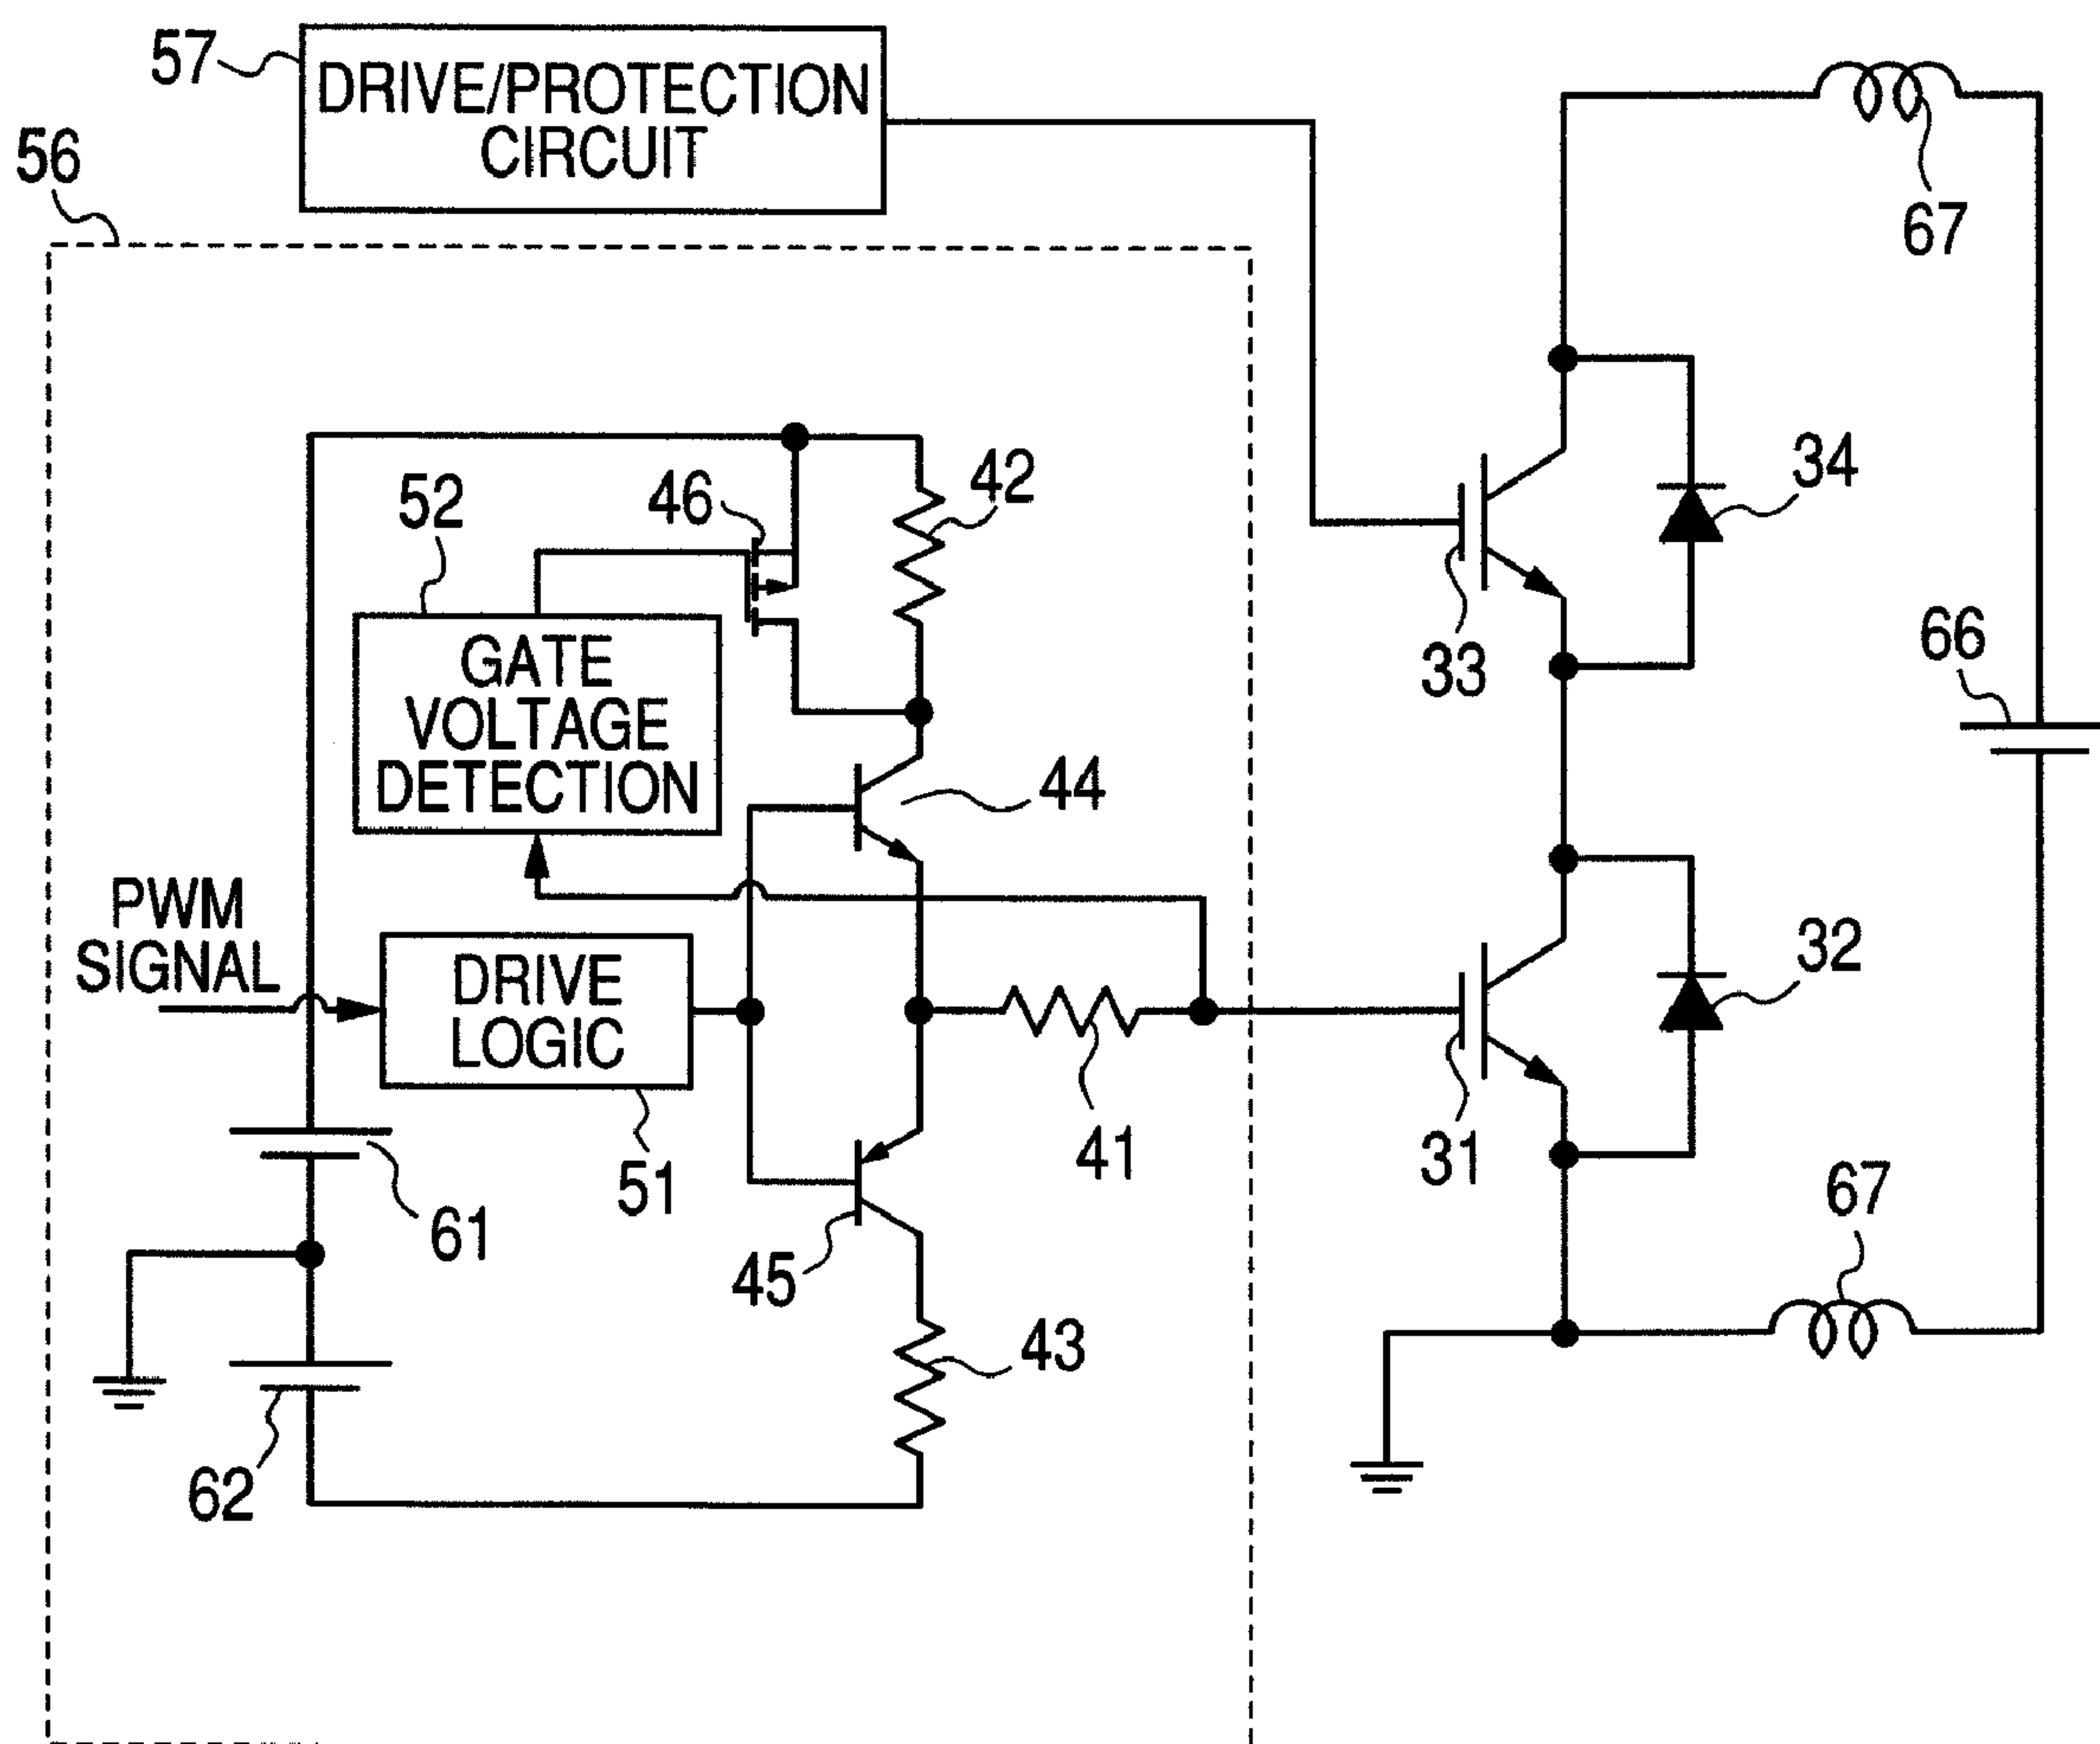 57
DRIVE/PROTECTION
CIRCUIT
56
67
52
46
42
34
GATE
VOLTAGE
DETECTION
33
66
44
PWM
SIGNAL
DRIVE
LOGIC
32
51
41
31
61
45
67
43
62